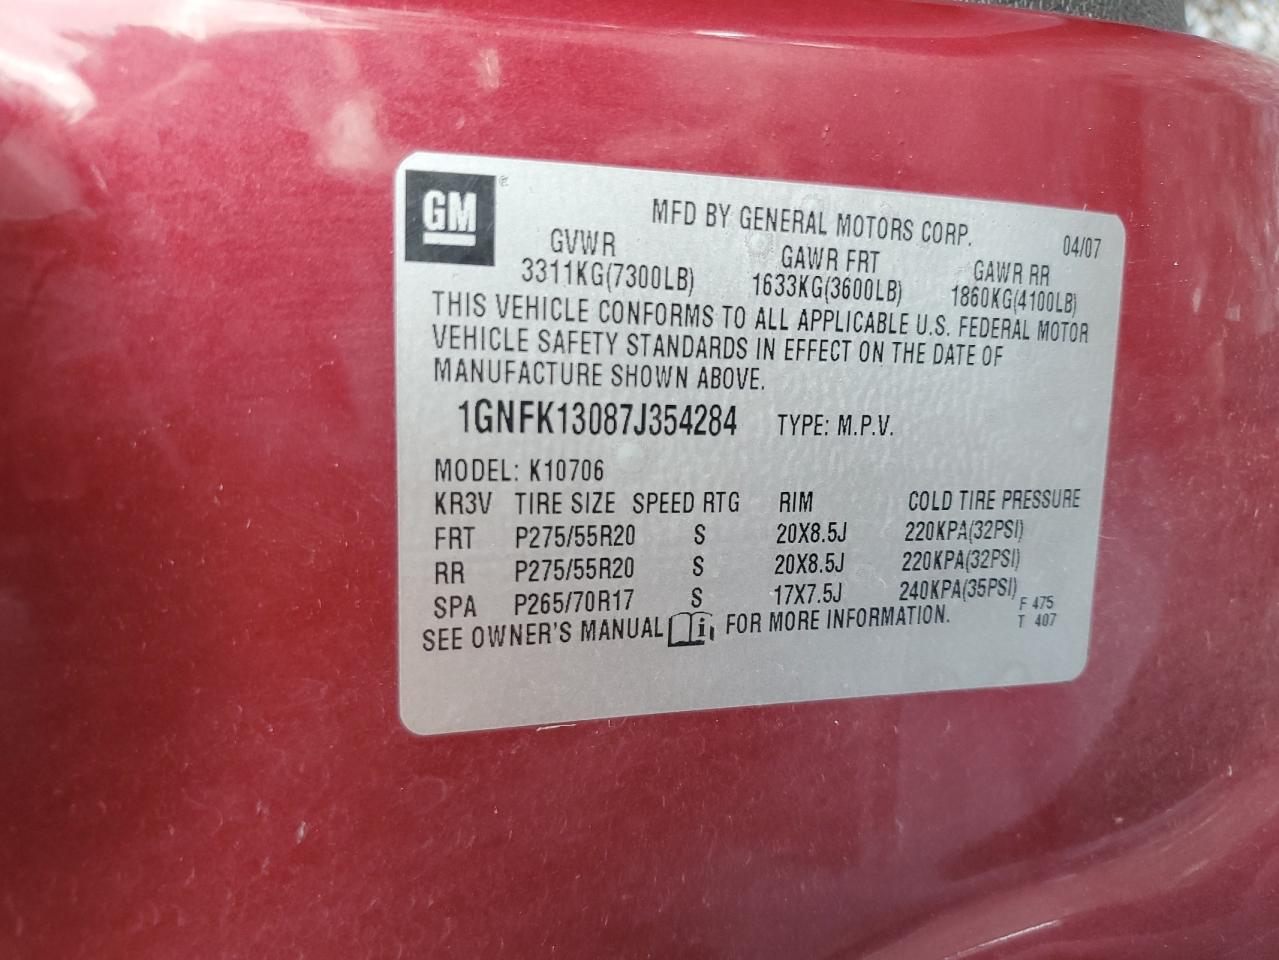 GM®
MFD BY GENERAL MOTORS CORP. 04/07
GVWR GAWR FRT GAWR RR
3311KG(7300LB) 1633KG(3600LB) 1860KG(4100LB)
THIS VEHICLE CONFORMS TO ALL APPLICABLE U.S. FEDERAL MOTOR
VEHICLE SAFETY STANDARDS IN EFFECT ON THE DATE OF
MANUFACTURE SHOWN ABOVE.
1GNFK13087J354284 TYPE: M.P.V.
MODEL: K10706
KR3V TIRE SIZE SPEED RTG RIM COLD TIRE PRESSURE
FRT P275/55R20 S 20X8.5J 220KPA(32PSI)
RR P275/55R20 S 20X8.5J 220KPA(32PSI)
SPA P265/70R17 S 17X7.5J 240KPA(35PSI)
SEE OWNER'S MANUAL i FOR MORE INFORMATION.
F 475
T 407